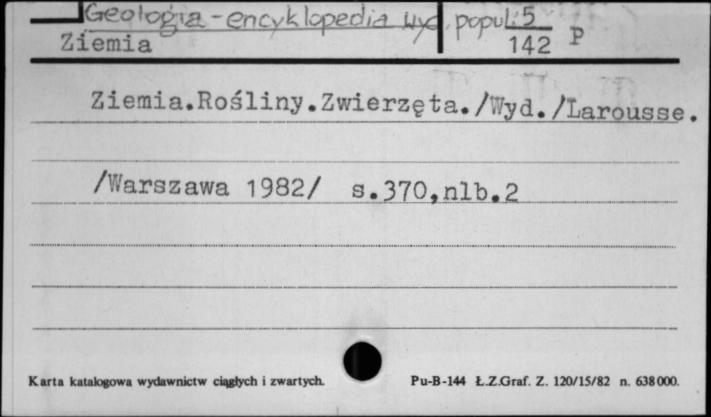 Geologia - encyklopedia wyd. popul. 5
Ziemia 142 P
Ziemia.Rośliny.Zwierzęta./Wyd./Larousse.
/Warszawa 1982/ s.370,nlb.2
Karta katalogowa wydawnictw ciągłych i zwartych. Pu-B-144 Ł.Z.Graf. Z. 120/15/82 n. 638000.